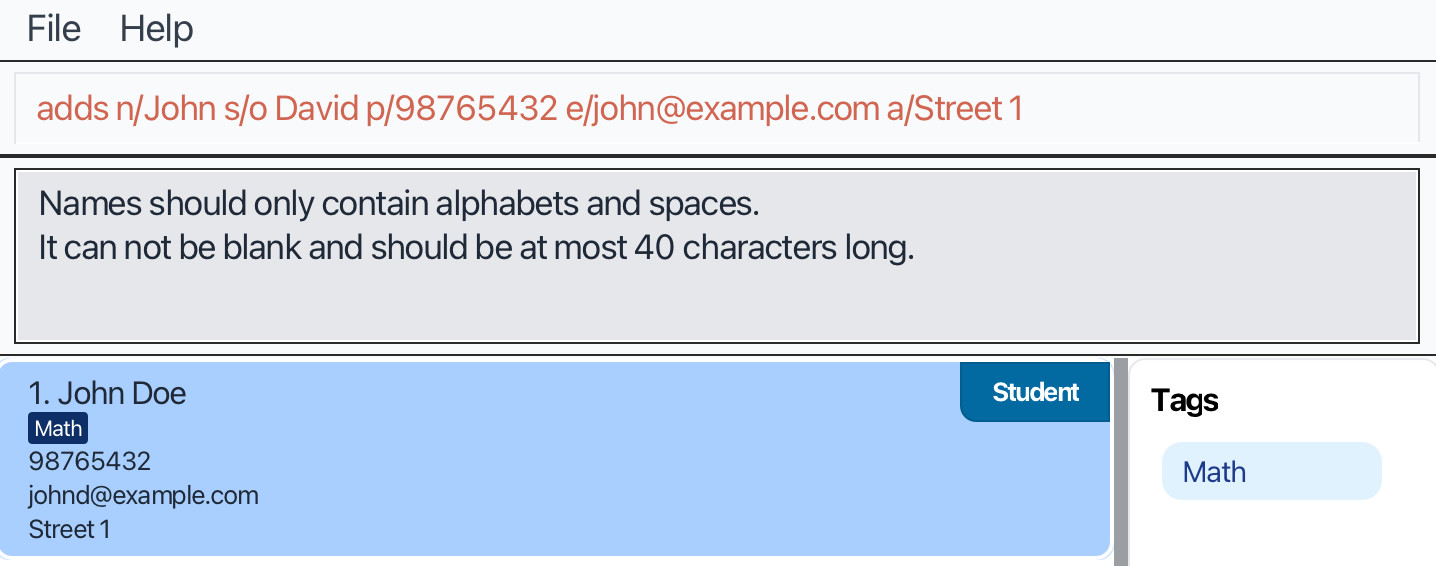 File Help
adds n/John s/o David p/98765432 e/john@example.com a/Street 1
Names should only contain alphabets and spaces.
It can not be blank and should be at most 40 characters long.
1. John Doe
Student
Math
98765432
johnd@example.com
Street 1
Tags
Math